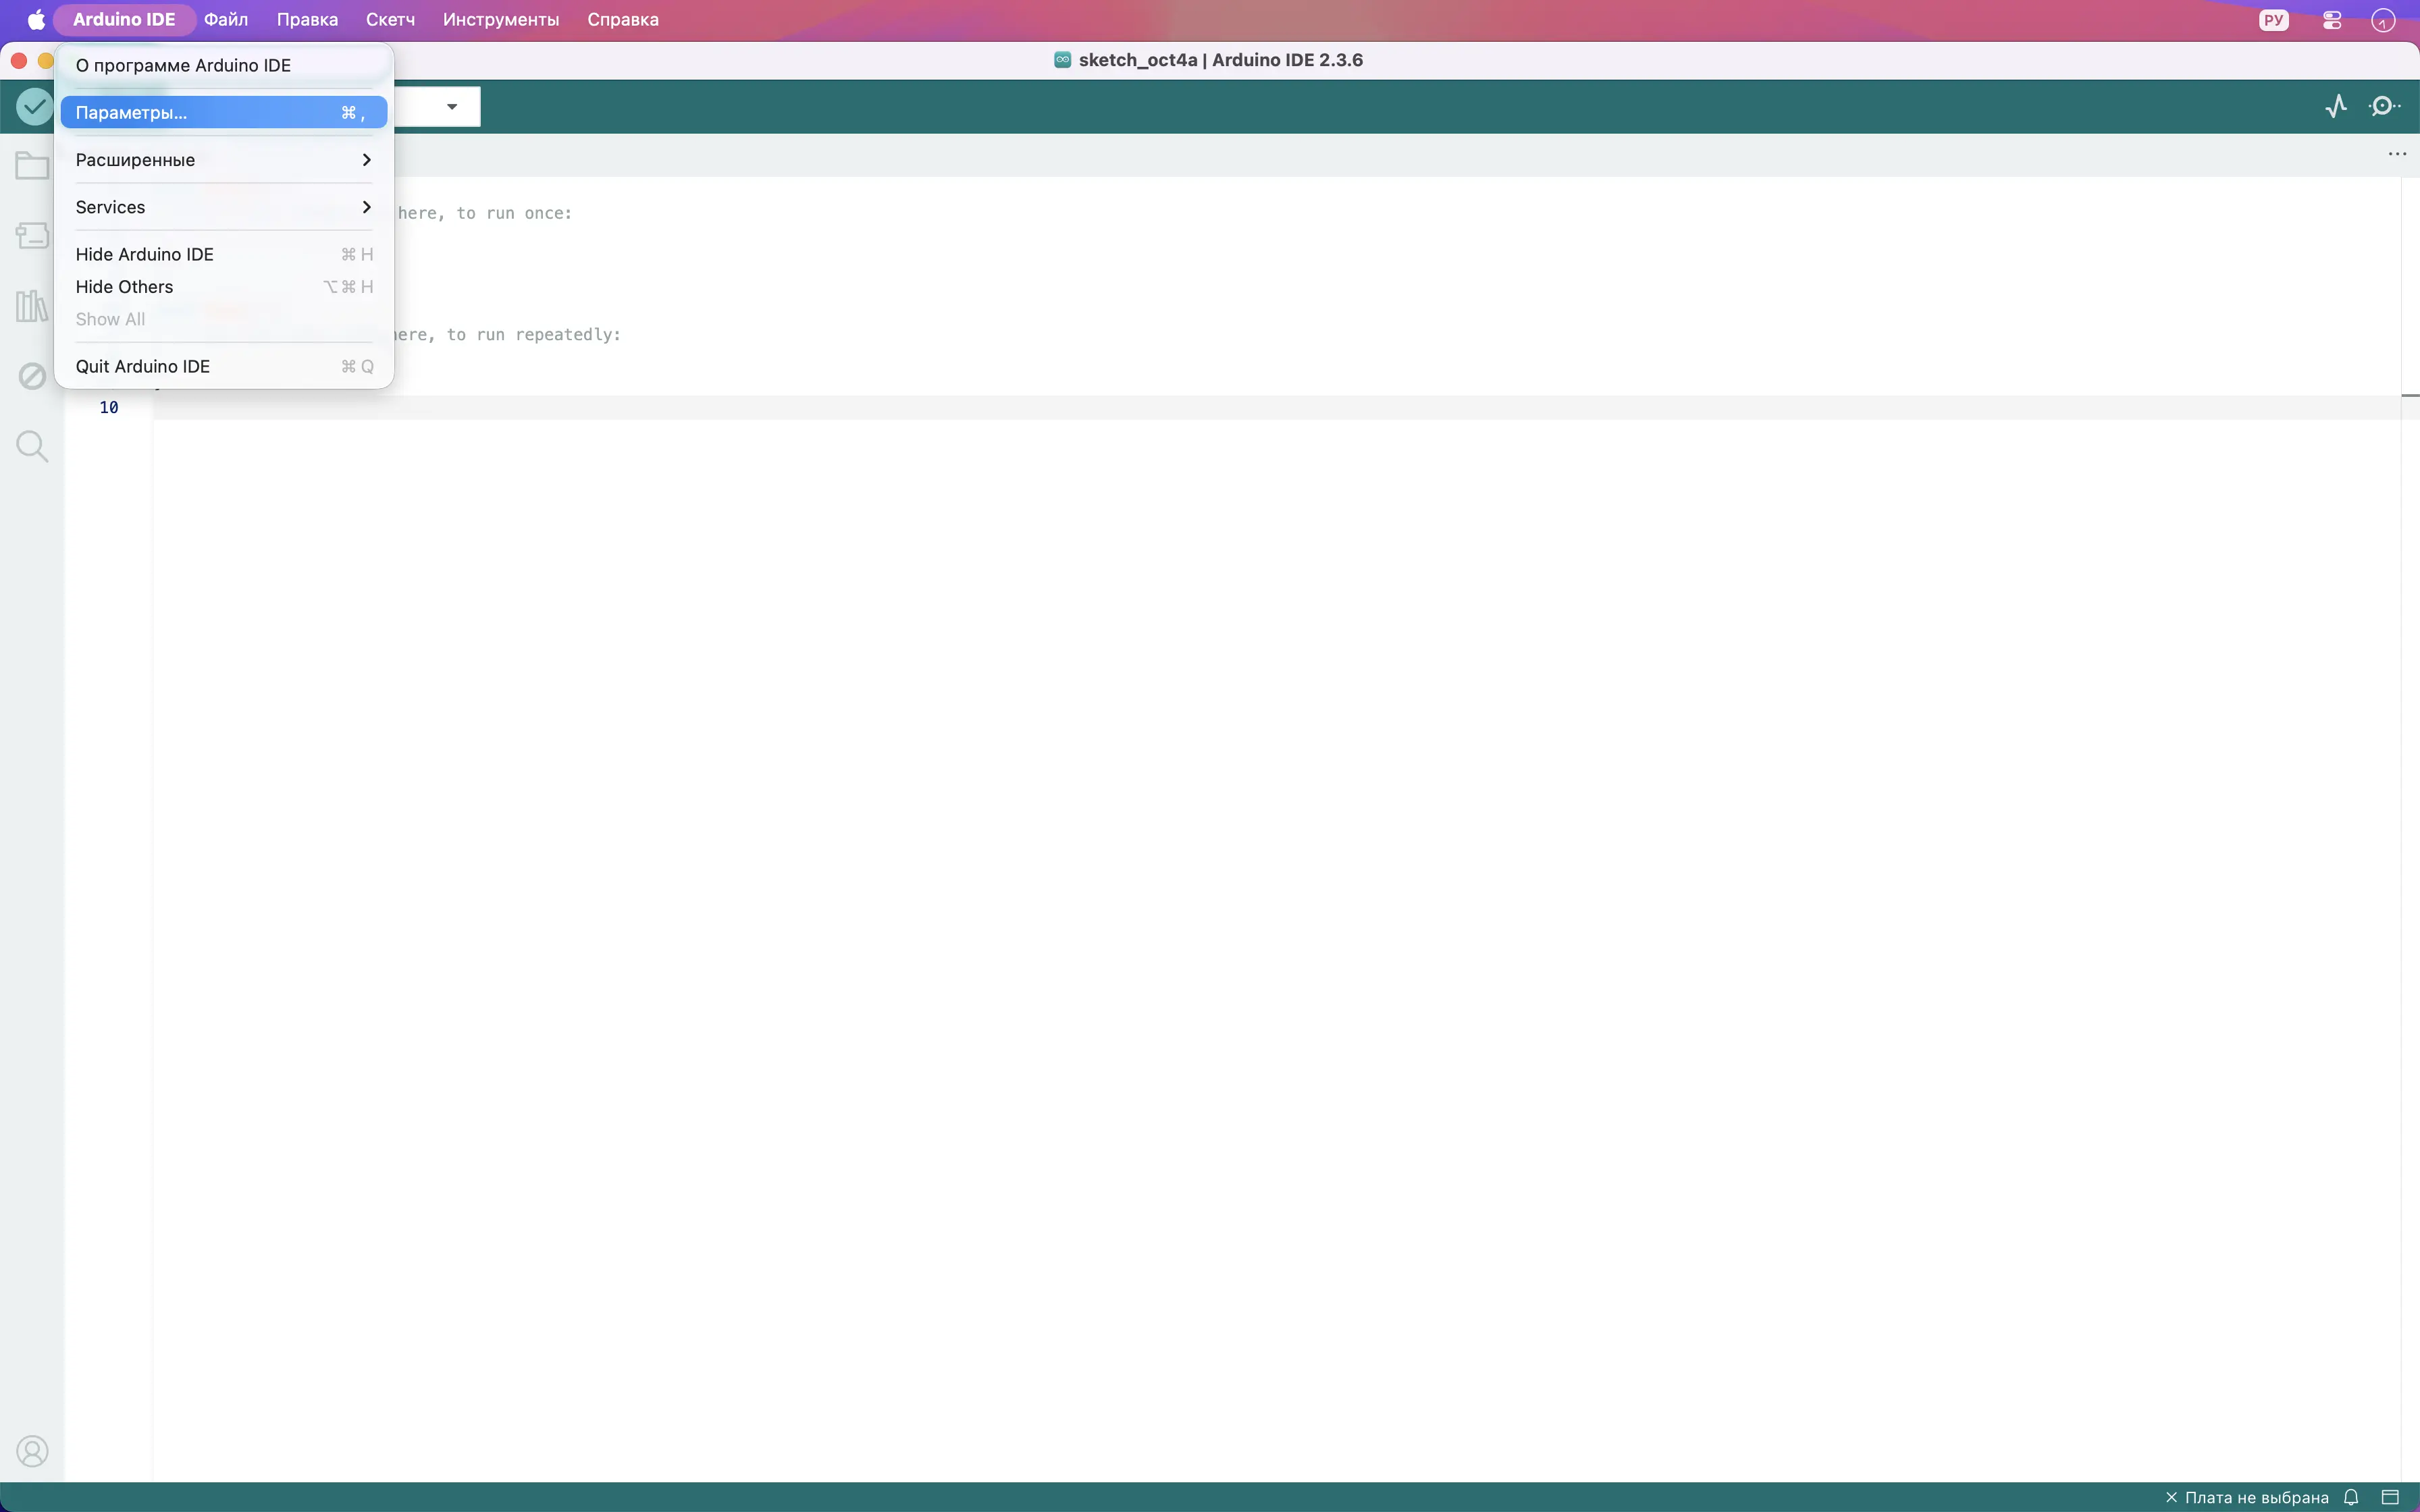 Arduino IDE Файл Правка Скетч Инструменты Справка РУ
sketch_oct4a | Arduino IDE 2.3.6
О программе Arduino IDE
Параметры... ⌘ ,
Расширенные
Services
here, to run once:
Hide Arduino IDE ⌘ H
Hide Others ⌥ ⌘ H
Show All
here, to run repeatedly:
Quit Arduino IDE ⌘ Q
10
Плата не выбрана